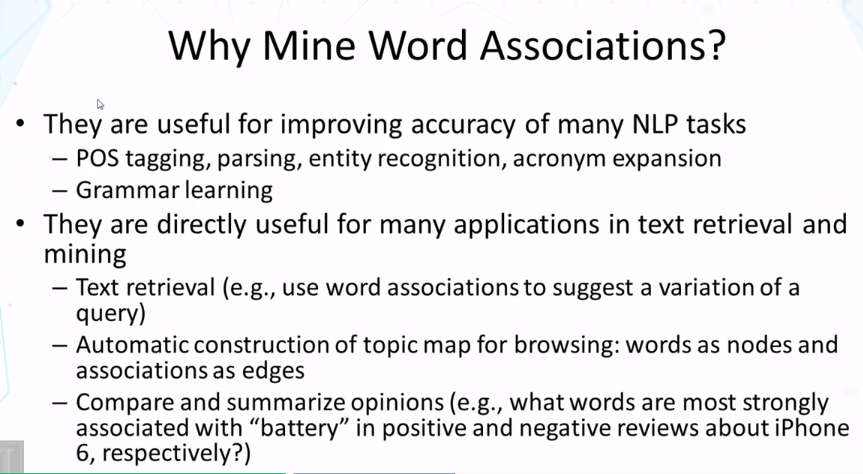 Why Mine Word Associations?
• They are useful for improving accuracy of many NLP tasks
– POS tagging, parsing, entity recognition, acronym expansion
– Grammar learning
• They are directly useful for many applications in text retrieval and
mining
– Text retrieval (e.g., use word associations to suggest a variation of a
query)
– Automatic construction of topic map for browsing: words as nodes and
associations as edges
– Compare and summarize opinions (e.g., what words are most strongly
associated with “battery” in positive and negative reviews about iPhone
6, respectively?)